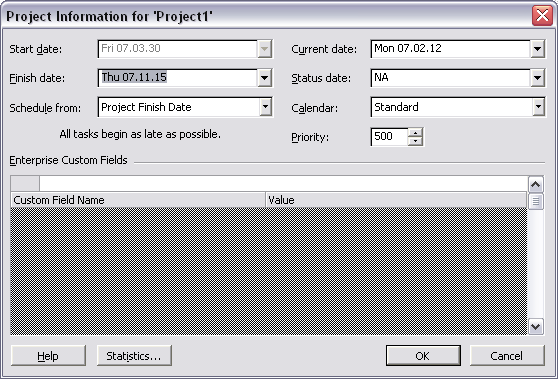 Project Information for 'Project1'
Start date: Fri 07.03.30 Current date: Mon 07.02.12
Finish date: Thu 07.11.15 Status date: NA
Schedule from: Project Finish Date Calendar: Standard
All tasks begin as late as possible. Priority: 500
Enterprise Custom Fields
Custom Field Name Value
Help Statistics... OK Cancel